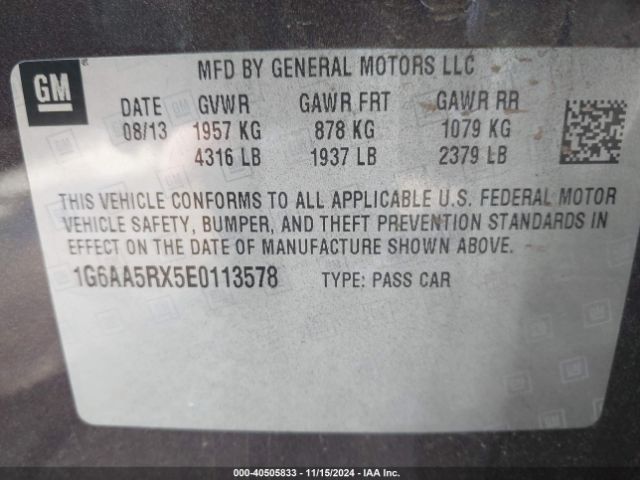 GM
MFD BY GENERAL MOTORS LLC
DATE GVWR GAWR FRT GAWR RR
08/13 1957 KG 878 KG 1079 KG
4316 LB 1937 LB 2379 LB
THIS VEHICLE CONFORMS TO ALL APPLICABLE U.S. FEDERAL MOTOR
VEHICLE SAFETY, BUMPER, AND THEFT PREVENTION STANDARDS IN
EFFECT ON THE DATE OF MANUFACTURE SHOWN ABOVE.
1G6AA5RX5E0113578 TYPE: PASS CAR
000-40505833 - 11/15/2024 - IAA Inc.